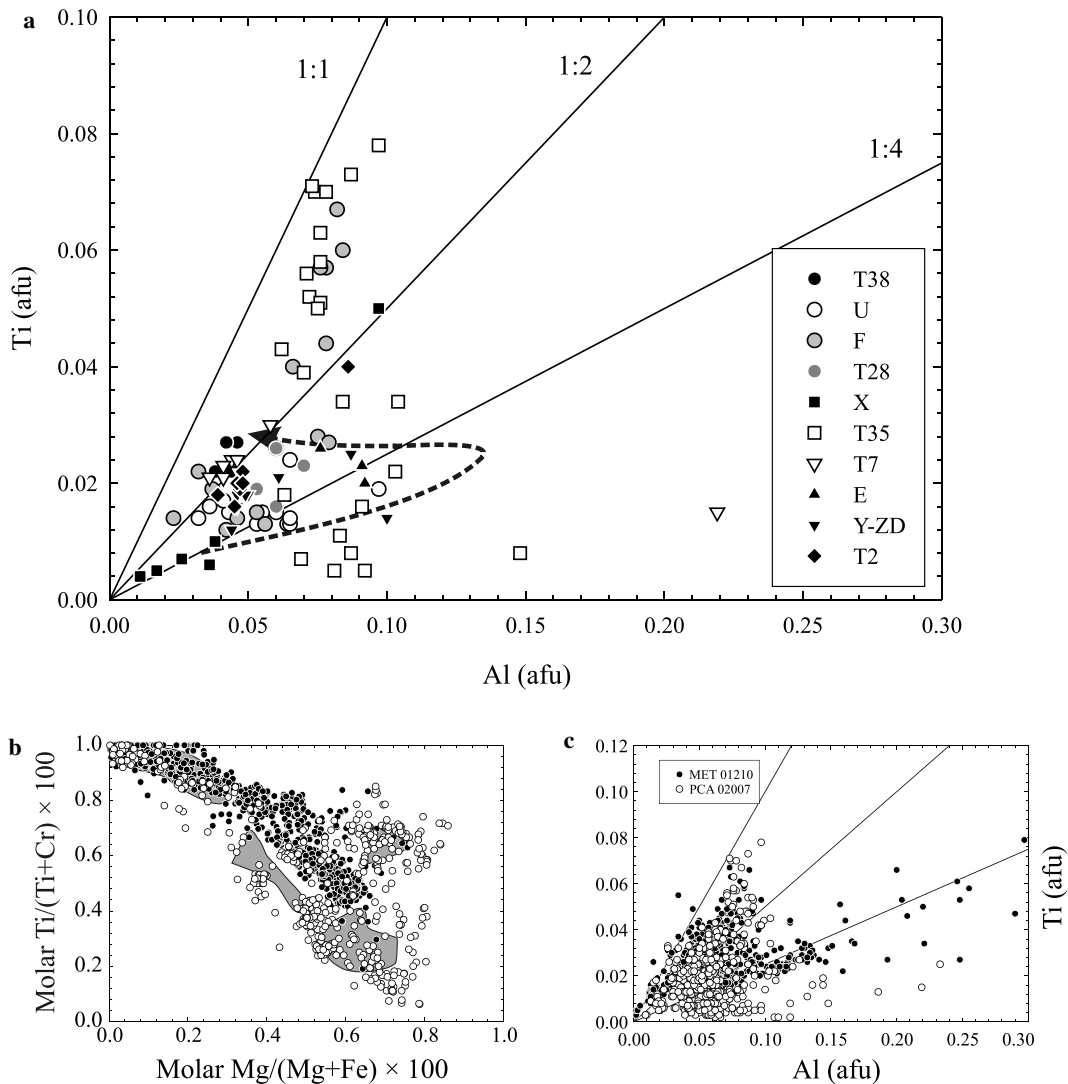 a
0.10
0.08
0.06
0.04
0.02
0.00
Ti (afu)
1:1
1:2
1:4
T38
U
F
T28
X
T35
T7
E
Y-ZD
T2
0.00 0.05 0.10 0.15 0.20 0.25 0.30
Al (afu)
b
1.0
0.8
0.6
0.4
0.2
0.0
Molar Ti/(Ti+Cr) × 100
0.0 0.2 0.4 0.6 0.8 1.0
Molar Mg/(Mg+Fe) × 100
c
0.12
0.10
0.08
0.06
0.04
0.02
0.00
MET 01210
PCA 02007
Ti (afu)
0.00 0.05 0.10 0.15 0.20 0.25 0.30
Al (afu)